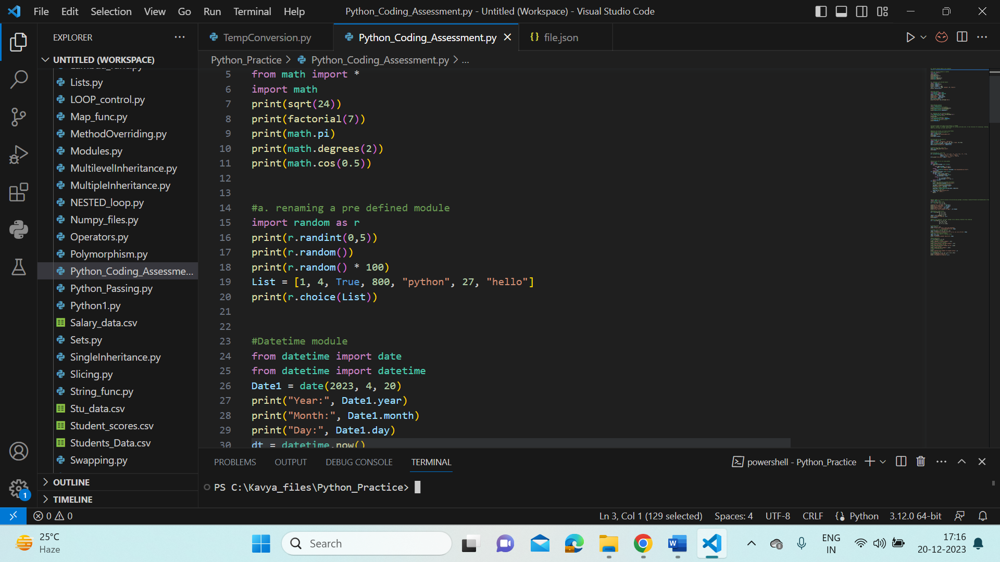 File Edit Selection View Go Run Terminal Help
Python_Coding_Assessment.py - Untitled (Workspace) - Visual Studio Code
EXPLORER
UNTITLED (WORKSPACE)
Lists.py
LOOP_control.py
Map_func.py
MethodOverriding.py
Modules.py
MultilevelInheritance.py
MultipleInheritance.py
NESTED_loop.py
Numpy_files.py
Operators.py
Polymorphism.py
Python_Coding_Assessme...
Python_Passing.py
Python1.py
Salary_data.csv
Sets.py
SingleInheritance.py
Slicing.py
String_func.py
Stu_data.csv
Student_scores.csv
Students_Data.csv
Swapping.py
OUTLINE
TIMELINE
TempConversion.py
Python_Coding_Assessment.py
file.json
Python_Practice > Python_Coding_Assessment.py > ...
5 from math import *
6 import math
7 print(sqrt(24))
8 print(factorial(7))
9 print(math.pi)
10 print(math.degrees(2))
11 print(math.cos(0.5))
12
13
14 #a. renaming a pre defined module
15 import random as r
16 print(r.randint(0,5))
17 print(r.random())
18 print(r.random() * 100)
19 List = [1, 4, True, 800, "python", 27, "hello"]
20 print(r.choice(List))
21
22
23 #Datetime module
24 from datetime import date
25 from datetime import datetime
26 Date1 = date(2023, 4, 20)
27 print("Year:", Date1.year)
28 print("Month:", Date1.month)
29 print("Day:", Date1.day)
30 dt = datetime.now()
PROBLEMS OUTPUT DEBUG CONSOLE TERMINAL
powershell - Python_Practice
PS C:\Kavya_files\Python_Practice>
1
0 0
Ln 3, Col 1 (129 selected) Spaces: 4 UTF-8 CRLF Python 3.12.0 64-bit
25°C
Haze
Search
ENG
IN
17:16
20-12-2023